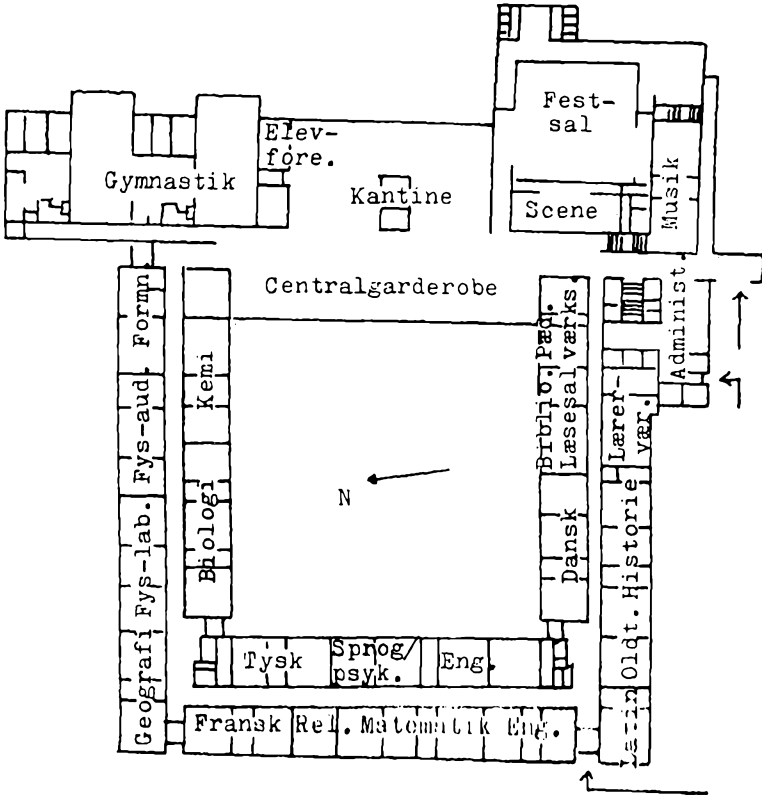 Fest-
sal
Elev-
fore.
Gymnastik
Kantine
Scene
Musik
Centralgarderobe
Administ.
Formn.
Kemi
Pæd.
værks.
Fys-aud.
Biblio.
Læsesal
Lærer-
vær.
N
Biologi
Dansk
Historie
Fys-lab.
Oldt.
Geografi
Tysk
Sprog/
psyk.
Eng.
Fransk Rel. Matematik Eng.
Latin